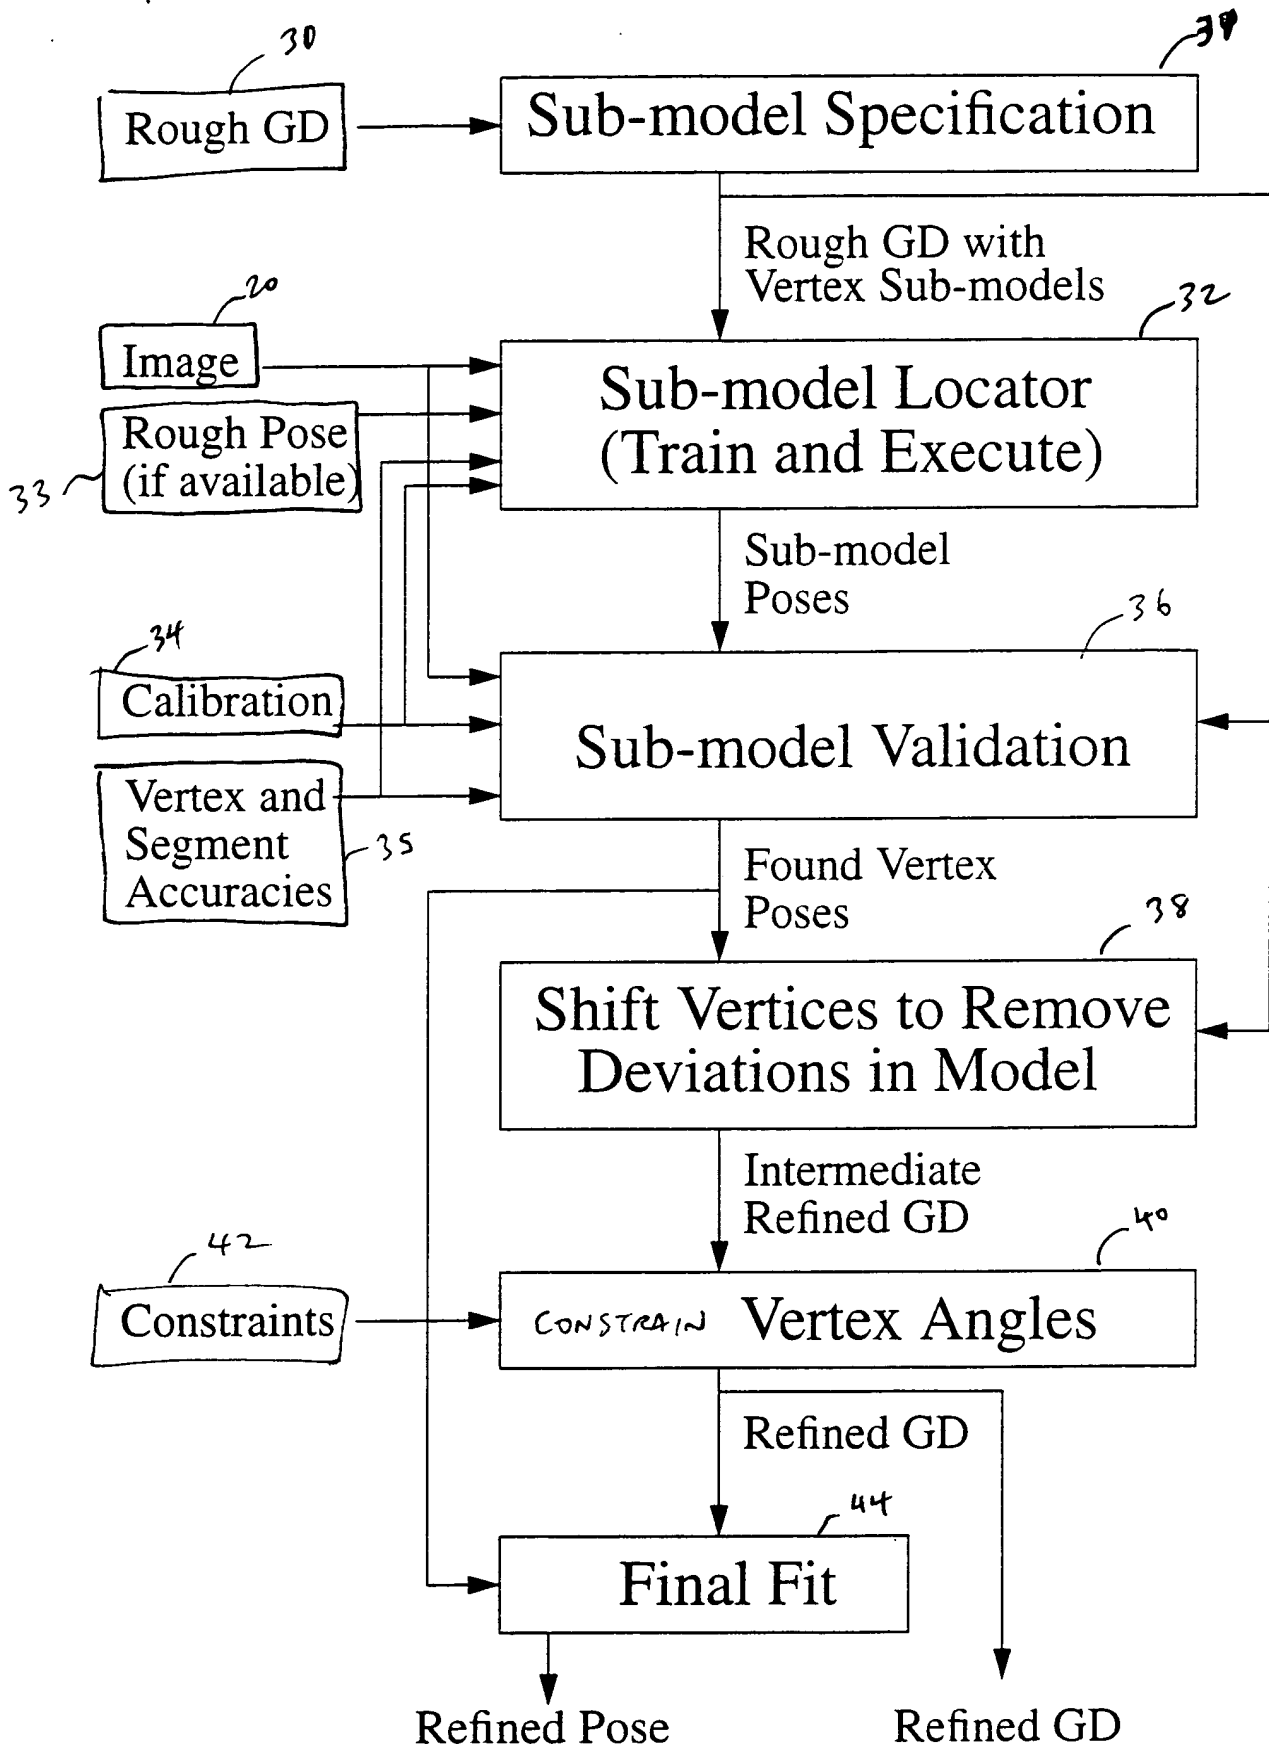 30
Rough GD
Sub-model Specification
Rough GD with
Vertex Sub-models
20
Image
32
Sub-model Locator
(Train and Execute)
Rough Pose
(if available)
33
Sub-model
Poses
36
34
Calibration
Sub-model Validation
Vertex and
Segment
Accuracies
35
Found Vertex
Poses
38
Shift Vertices to Remove
Deviations in Model
Intermediate
Refined GD
40
42
Constraints
CONSTRAIN Vertex Angles
Refined GD
44
Final Fit
Refined Pose
Refined GD